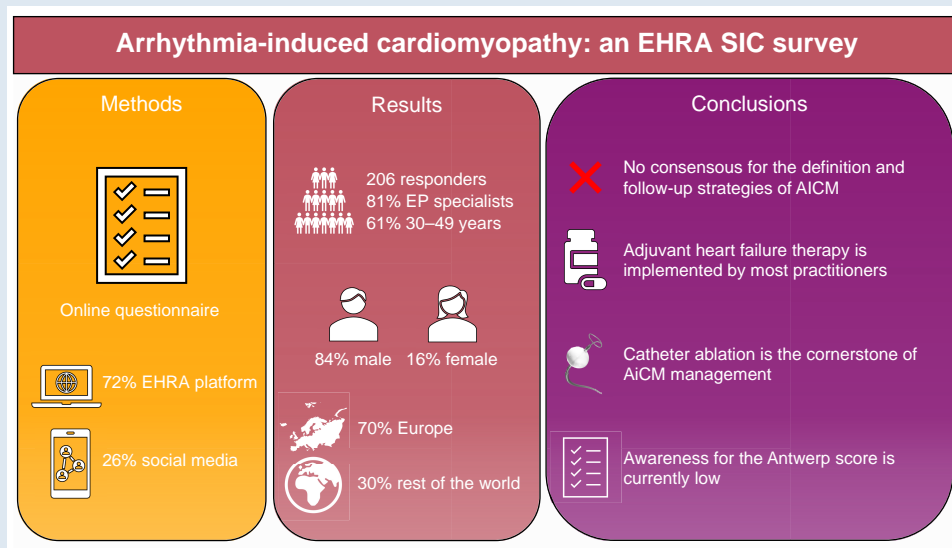 Arrhythmia-induced cardiomyopathy: an EHRA SIC survey
Methods
Online questionnaire
72% EHRA platform
26% social media
Results
206 responders
81% EP specialists
61% 30–49 years
84% male
16% female
70% Europe
30% rest of the world
Conclusions
No consensous for the definition and
follow-up strategies of AICM
Adjuvant heart failure therapy is
implemented by most practitioners
Catheter ablation is the cornerstone of
AiCM management
Awareness for the Antwerp score is
currently low